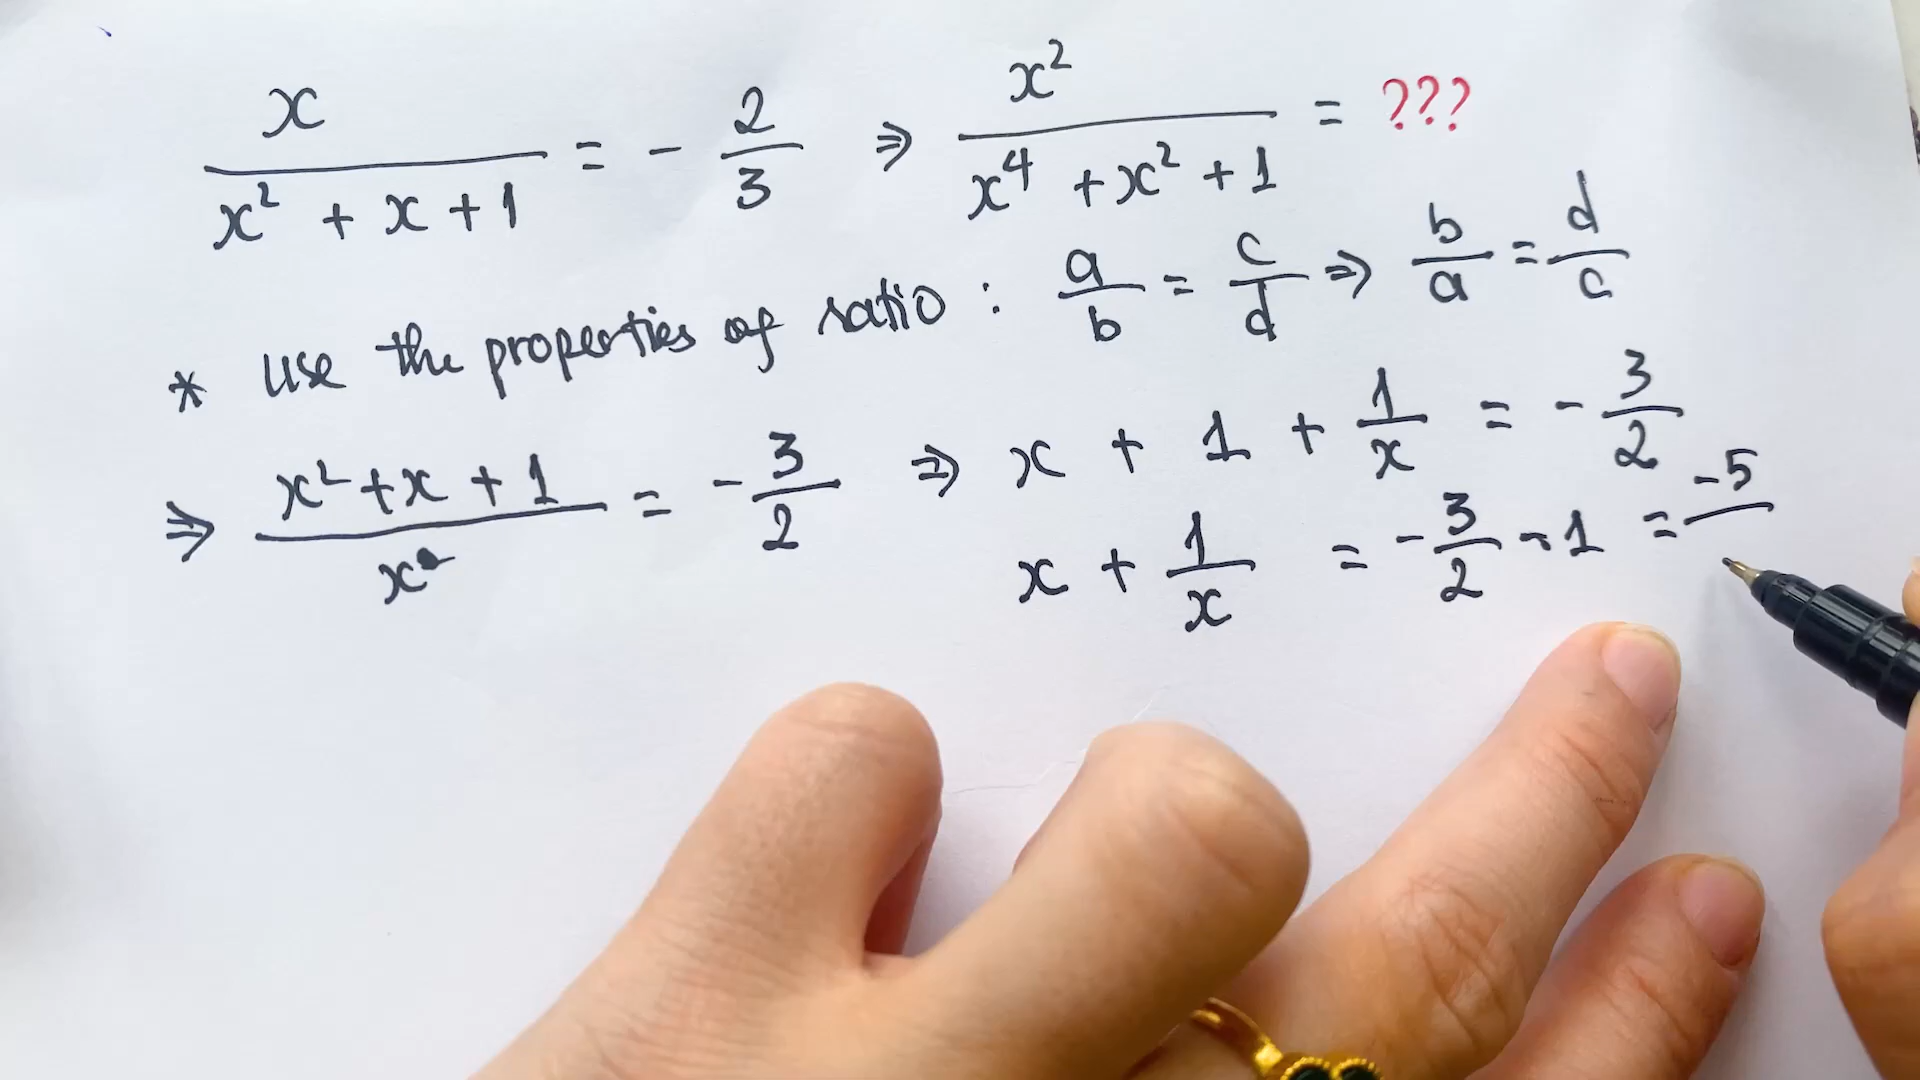 x / (x² + x + 1) = - 2/3 ⇒ x² / (x⁴ + x² + 1) = ???
* Use the properties of ratio : a/b = c/d ⇒ b/a = d/c
⇒ (x² + x + 1) / x = - 3/2 ⇒ x + 1 + 1/x = - 3/2
x + 1/x = - 3/2 - 1 = -5/